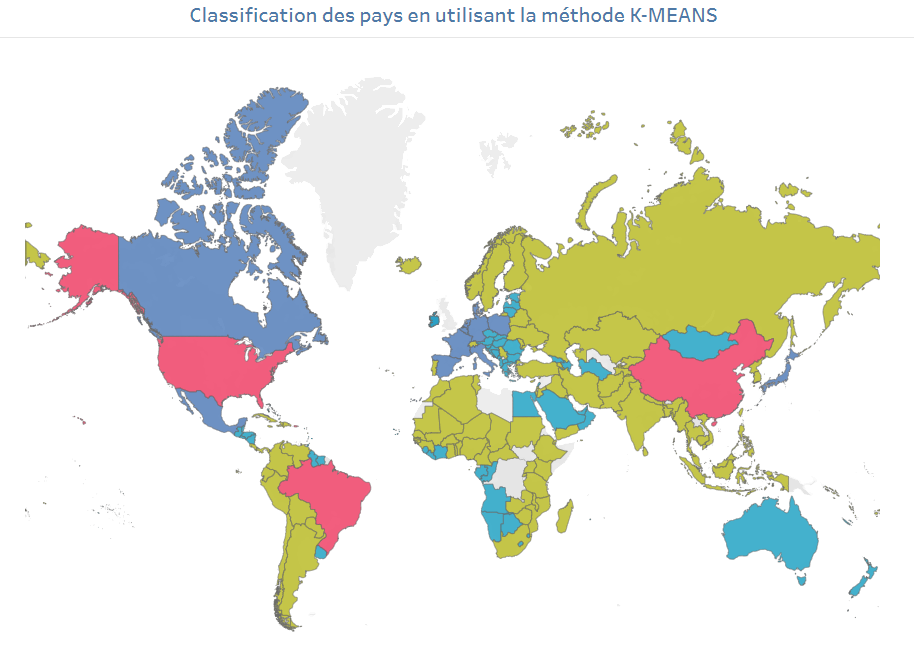 Classification des pays en utilisant la méthode K-MEANS